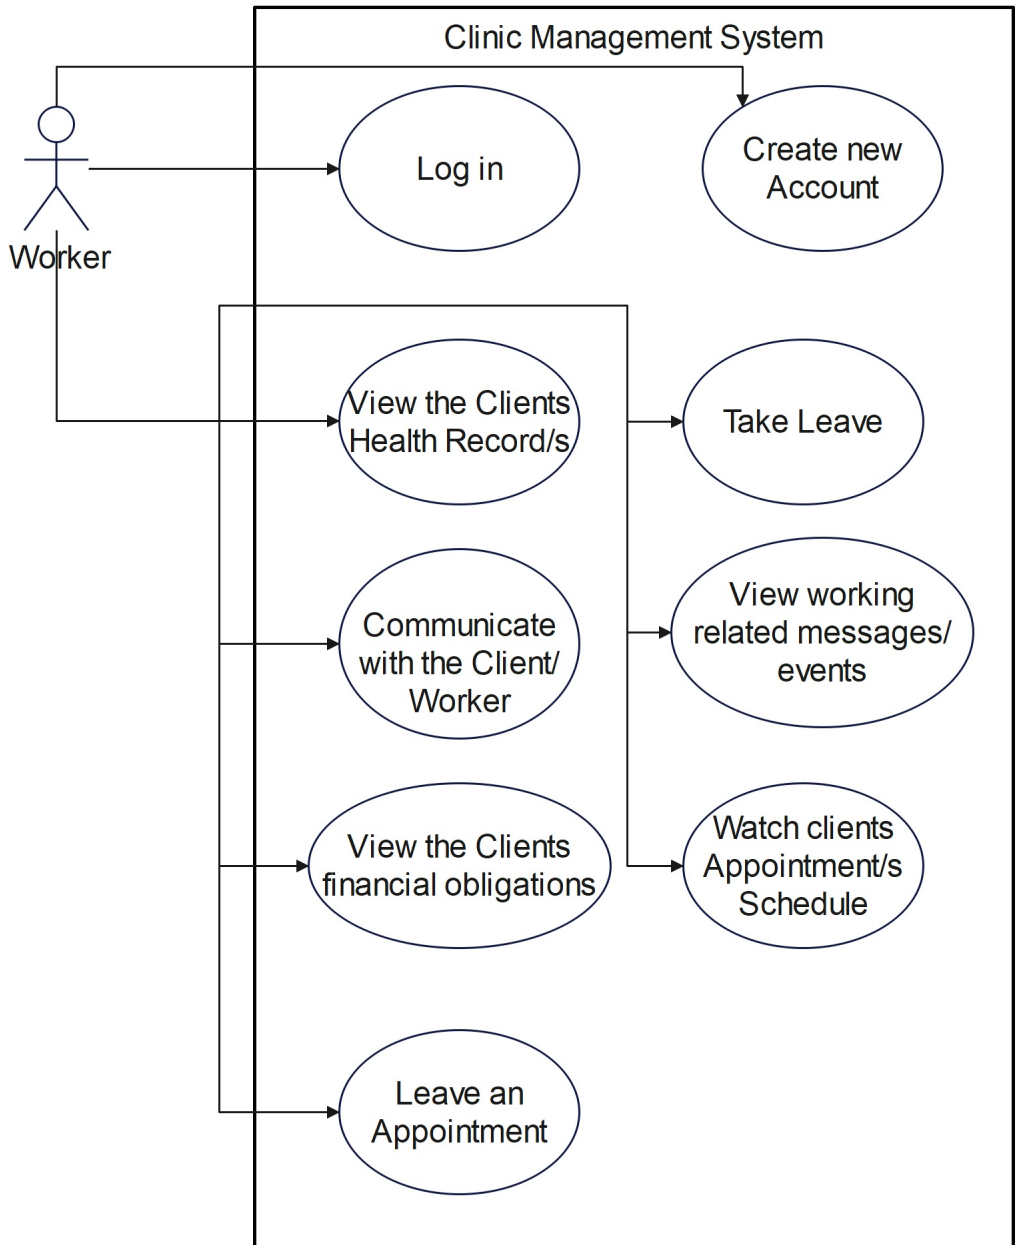 Clinic Management System
Log in
Create new
Account
Worker
View the Clients
Health Record/s
Take Leave
Communicate
with the Client/
Worker
View working
related messages/
events
View the Clients
financial obligations
Watch clients
Appointment/s
Schedule
Leave an
Appointment